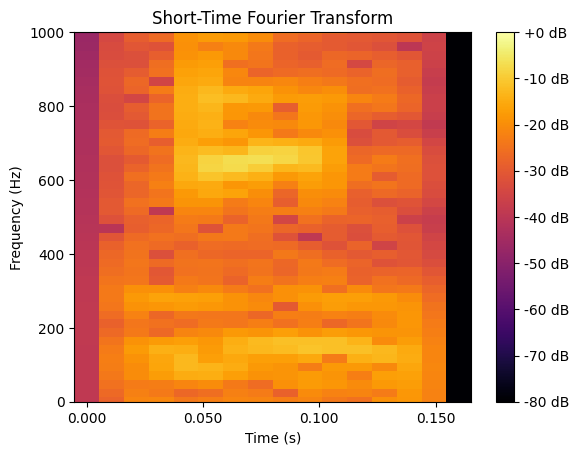 Short-Time Fourier Transform
1000
800
600
400
200
0
Frequency (Hz)
0.000
0.050
0.100
0.150
Time (s)
+0 dB
-10 dB
-20 dB
-30 dB
-40 dB
-50 dB
-60 dB
-70 dB
-80 dB